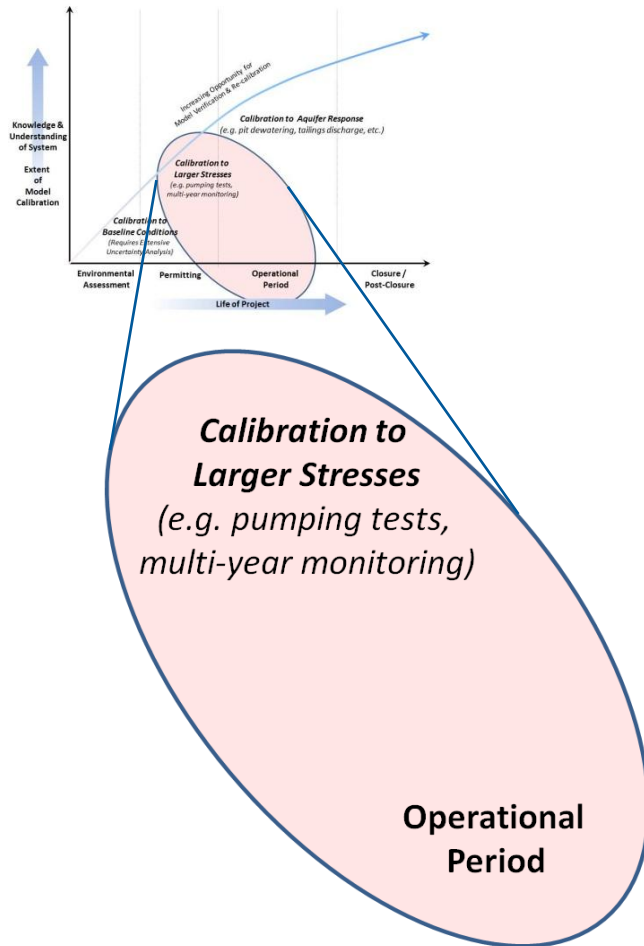 Increasing Opportunity for
Model Verification & Re-calibration
Knowledge &
Understanding
of System
Extent
of Model
Calibration
Calibration to Aquifer Response
(e.g. pit dewatering, tailings discharge, etc.)
Calibration to
Larger Stresses
(e.g. pumping tests,
multi-year monitoring)
Calibration to
Baseline Conditions
(Requires Extensive
Uncertainty Analysis)
Environmental
Assessment
Permitting
Operational
Period
Closure /
Post-Closure
Life of Project
Calibration to
Larger Stresses
(e.g. pumping tests,
multi-year monitoring)
Operational
Period